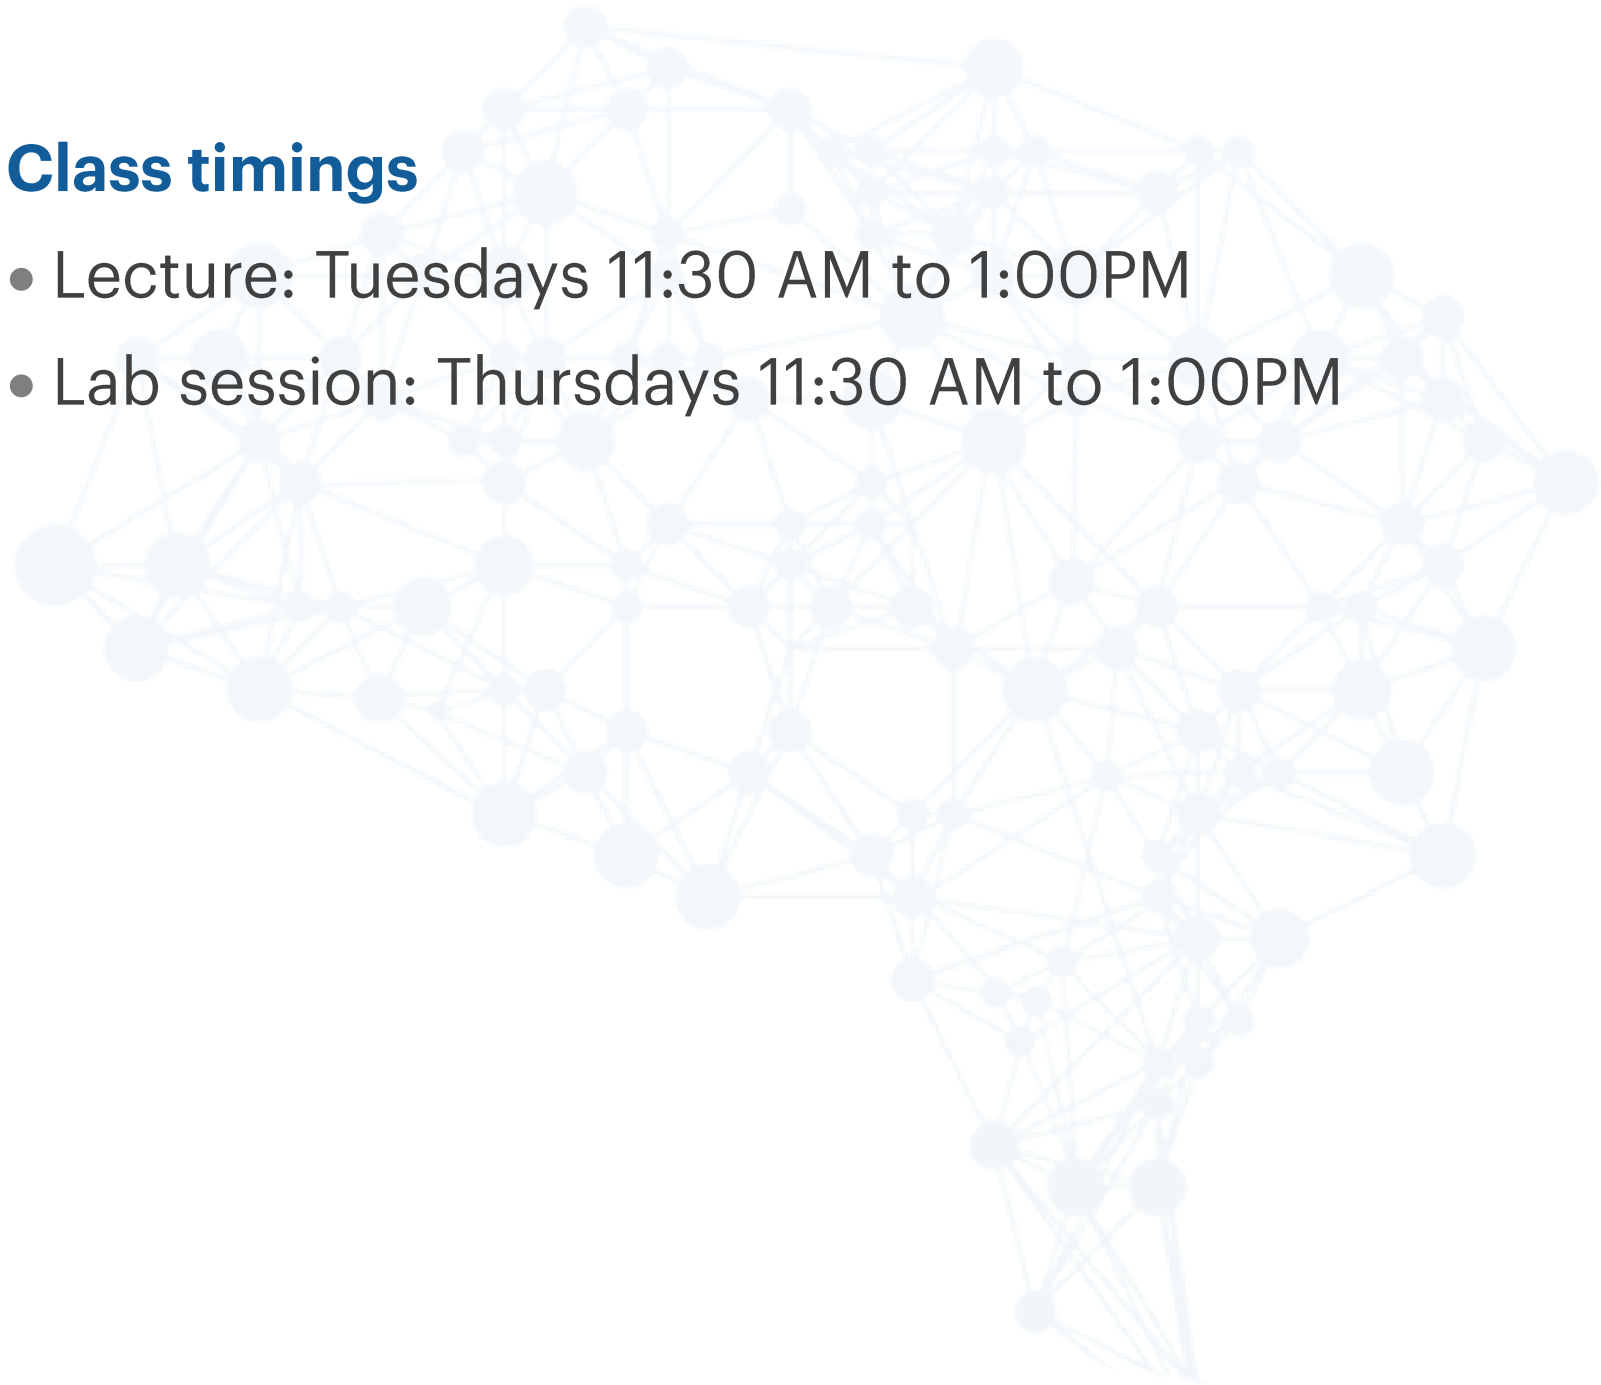 Class timings
• Lecture: Tuesdays 11:30 AM to 1:00PM
• Lab session: Thursdays 11:30 AM to 1:00PM